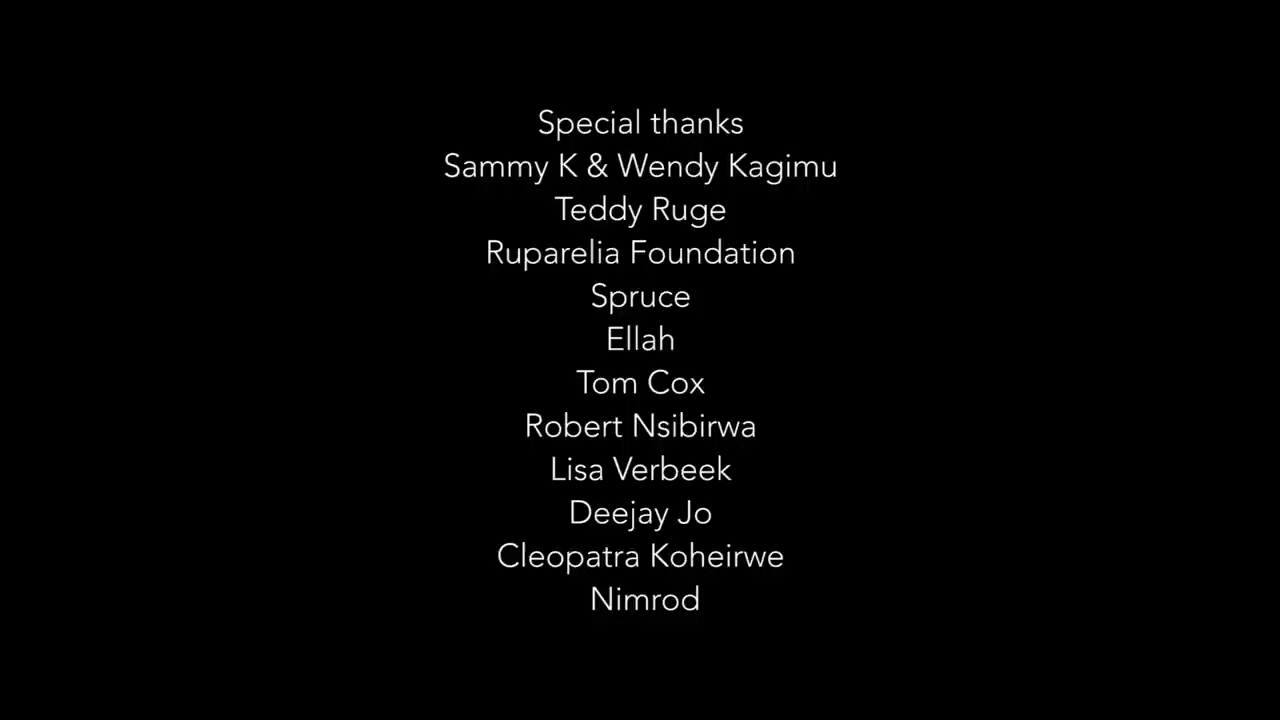 Special thanks
Sammy K & Wendy Kagimu
Teddy Ruge
Ruparelia Foundation
Spruce
Ellah
Tom Cox
Robert Nsibirwa
Lisa Verbeek
Deejay Jo
Cleopatra Koheirwe
Nimrod